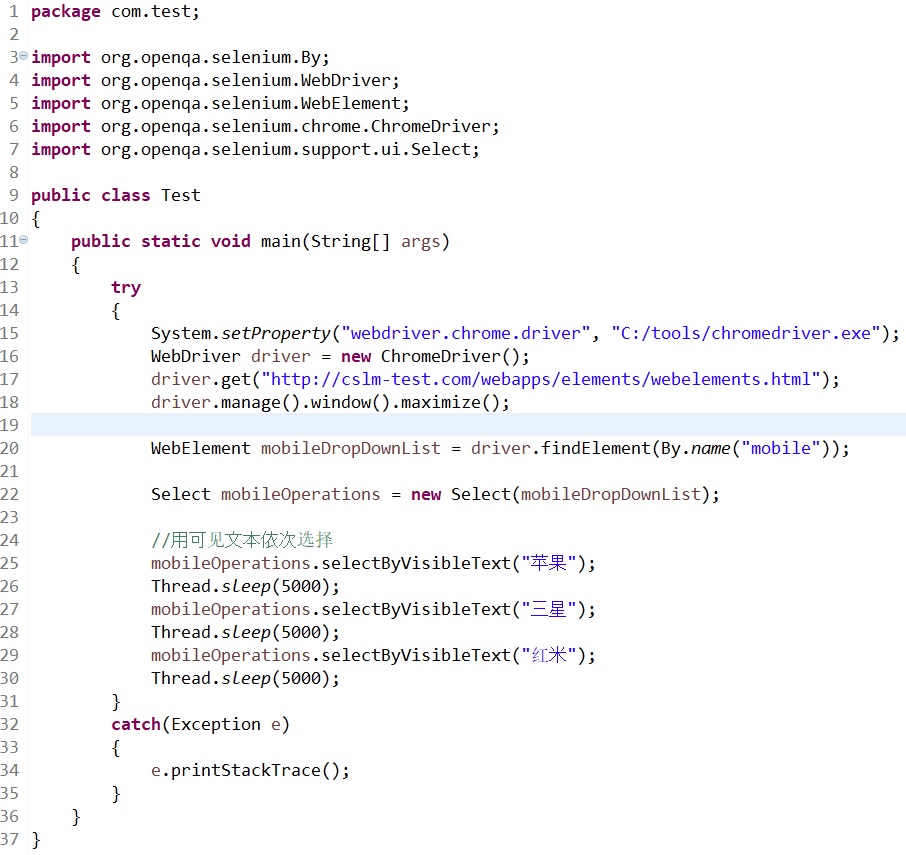 1 package com.test;
2
3 import org.openqa.selenium.By;
4 import org.openqa.selenium.WebDriver;
5 import org.openqa.selenium.WebElement;
6 import org.openqa.selenium.chrome.ChromeDriver;
7 import org.openqa.selenium.support.ui.Select;
8
9 public class Test
10 {
11     public static void main(String[] args)
12     {
13         try
14         {
15             System.setProperty("webdriver.chrome.driver", "C:/tools/chromedriver.exe");
16             WebDriver driver = new ChromeDriver();
17             driver.get("http://cslm-test.com/webapps/elements/webelements.html");
18             driver.manage().window().maximize();
19
20             WebElement mobileDropDownList = driver.findElement(By.name("mobile"));
21
22             Select mobileOperations = new Select(mobileDropDownList);
23
24             //用可见文本依次选择
25             mobileOperations.selectByVisibleText("苹果");
26             Thread.sleep(5000);
27             mobileOperations.selectByVisibleText("三星");
28             Thread.sleep(5000);
29             mobileOperations.selectByVisibleText("红米");
30             Thread.sleep(5000);
31         }
32         catch(Exception e)
33         {
34             e.printStackTrace();
35         }
36     }
37 }